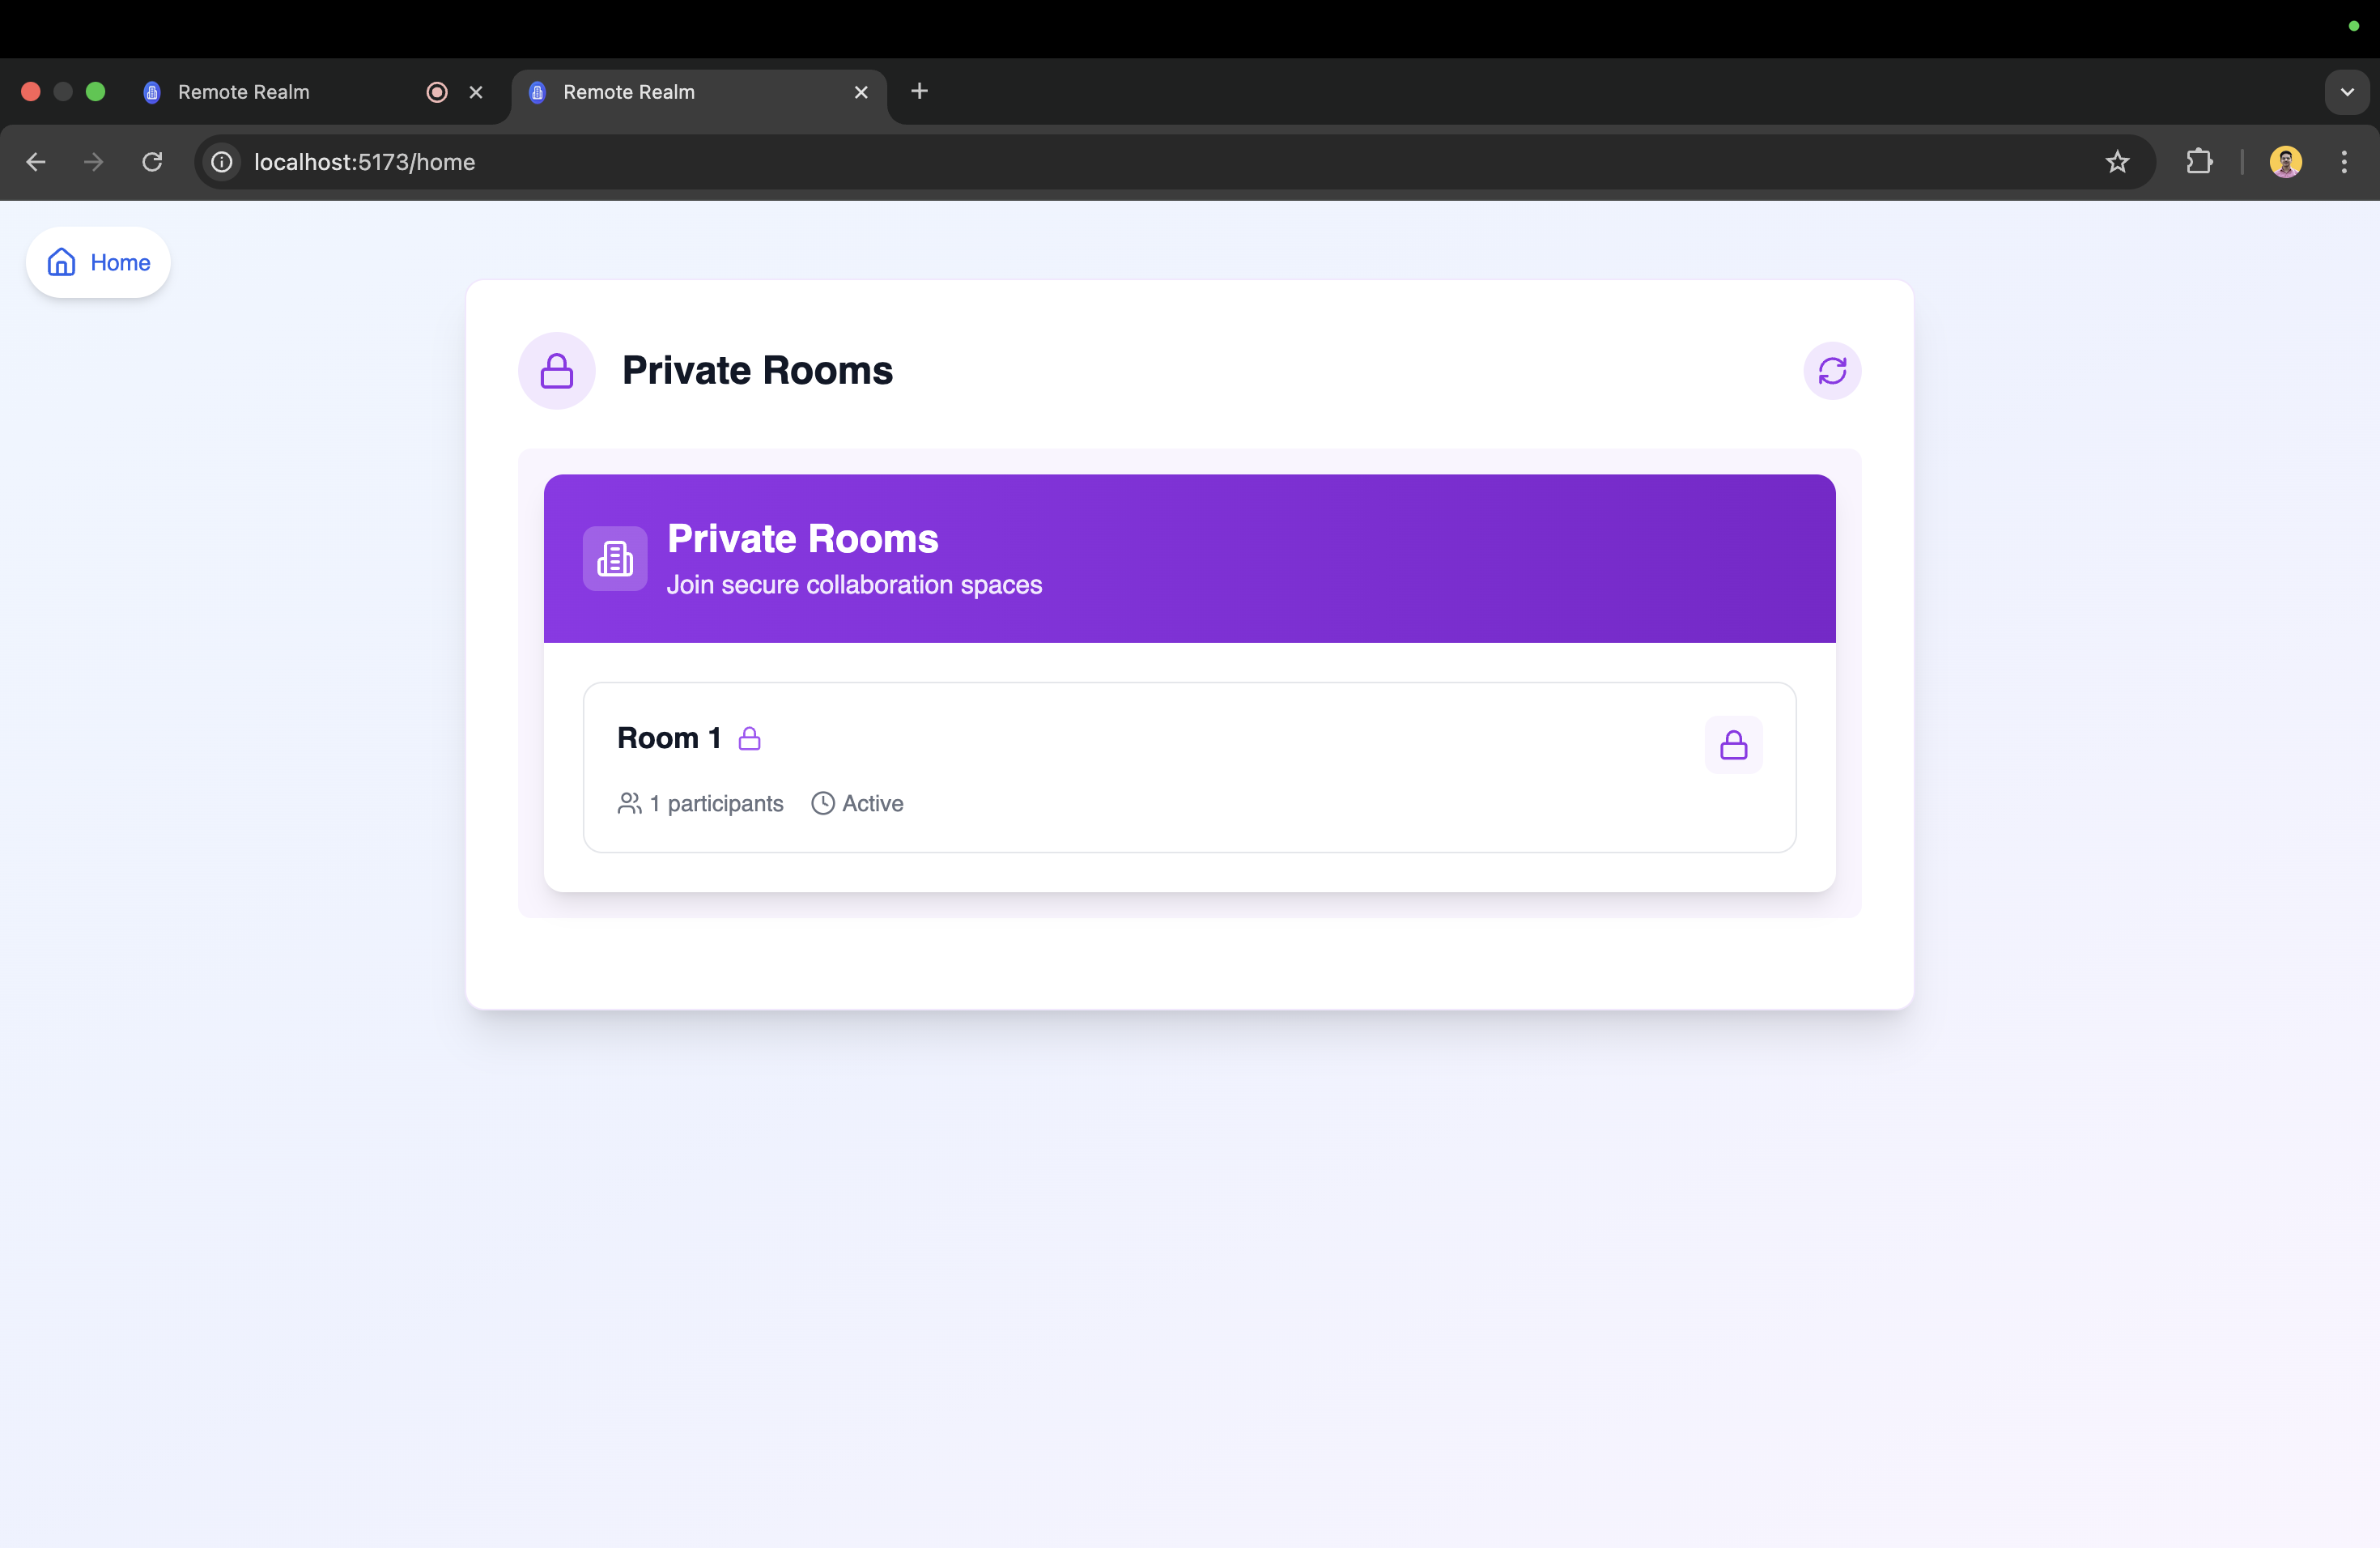 Remote Realm
Remote Realm
localhost:5173/home
Home
Private Rooms
Private Rooms
Join secure collaboration spaces
Room 1
1 participants
Active